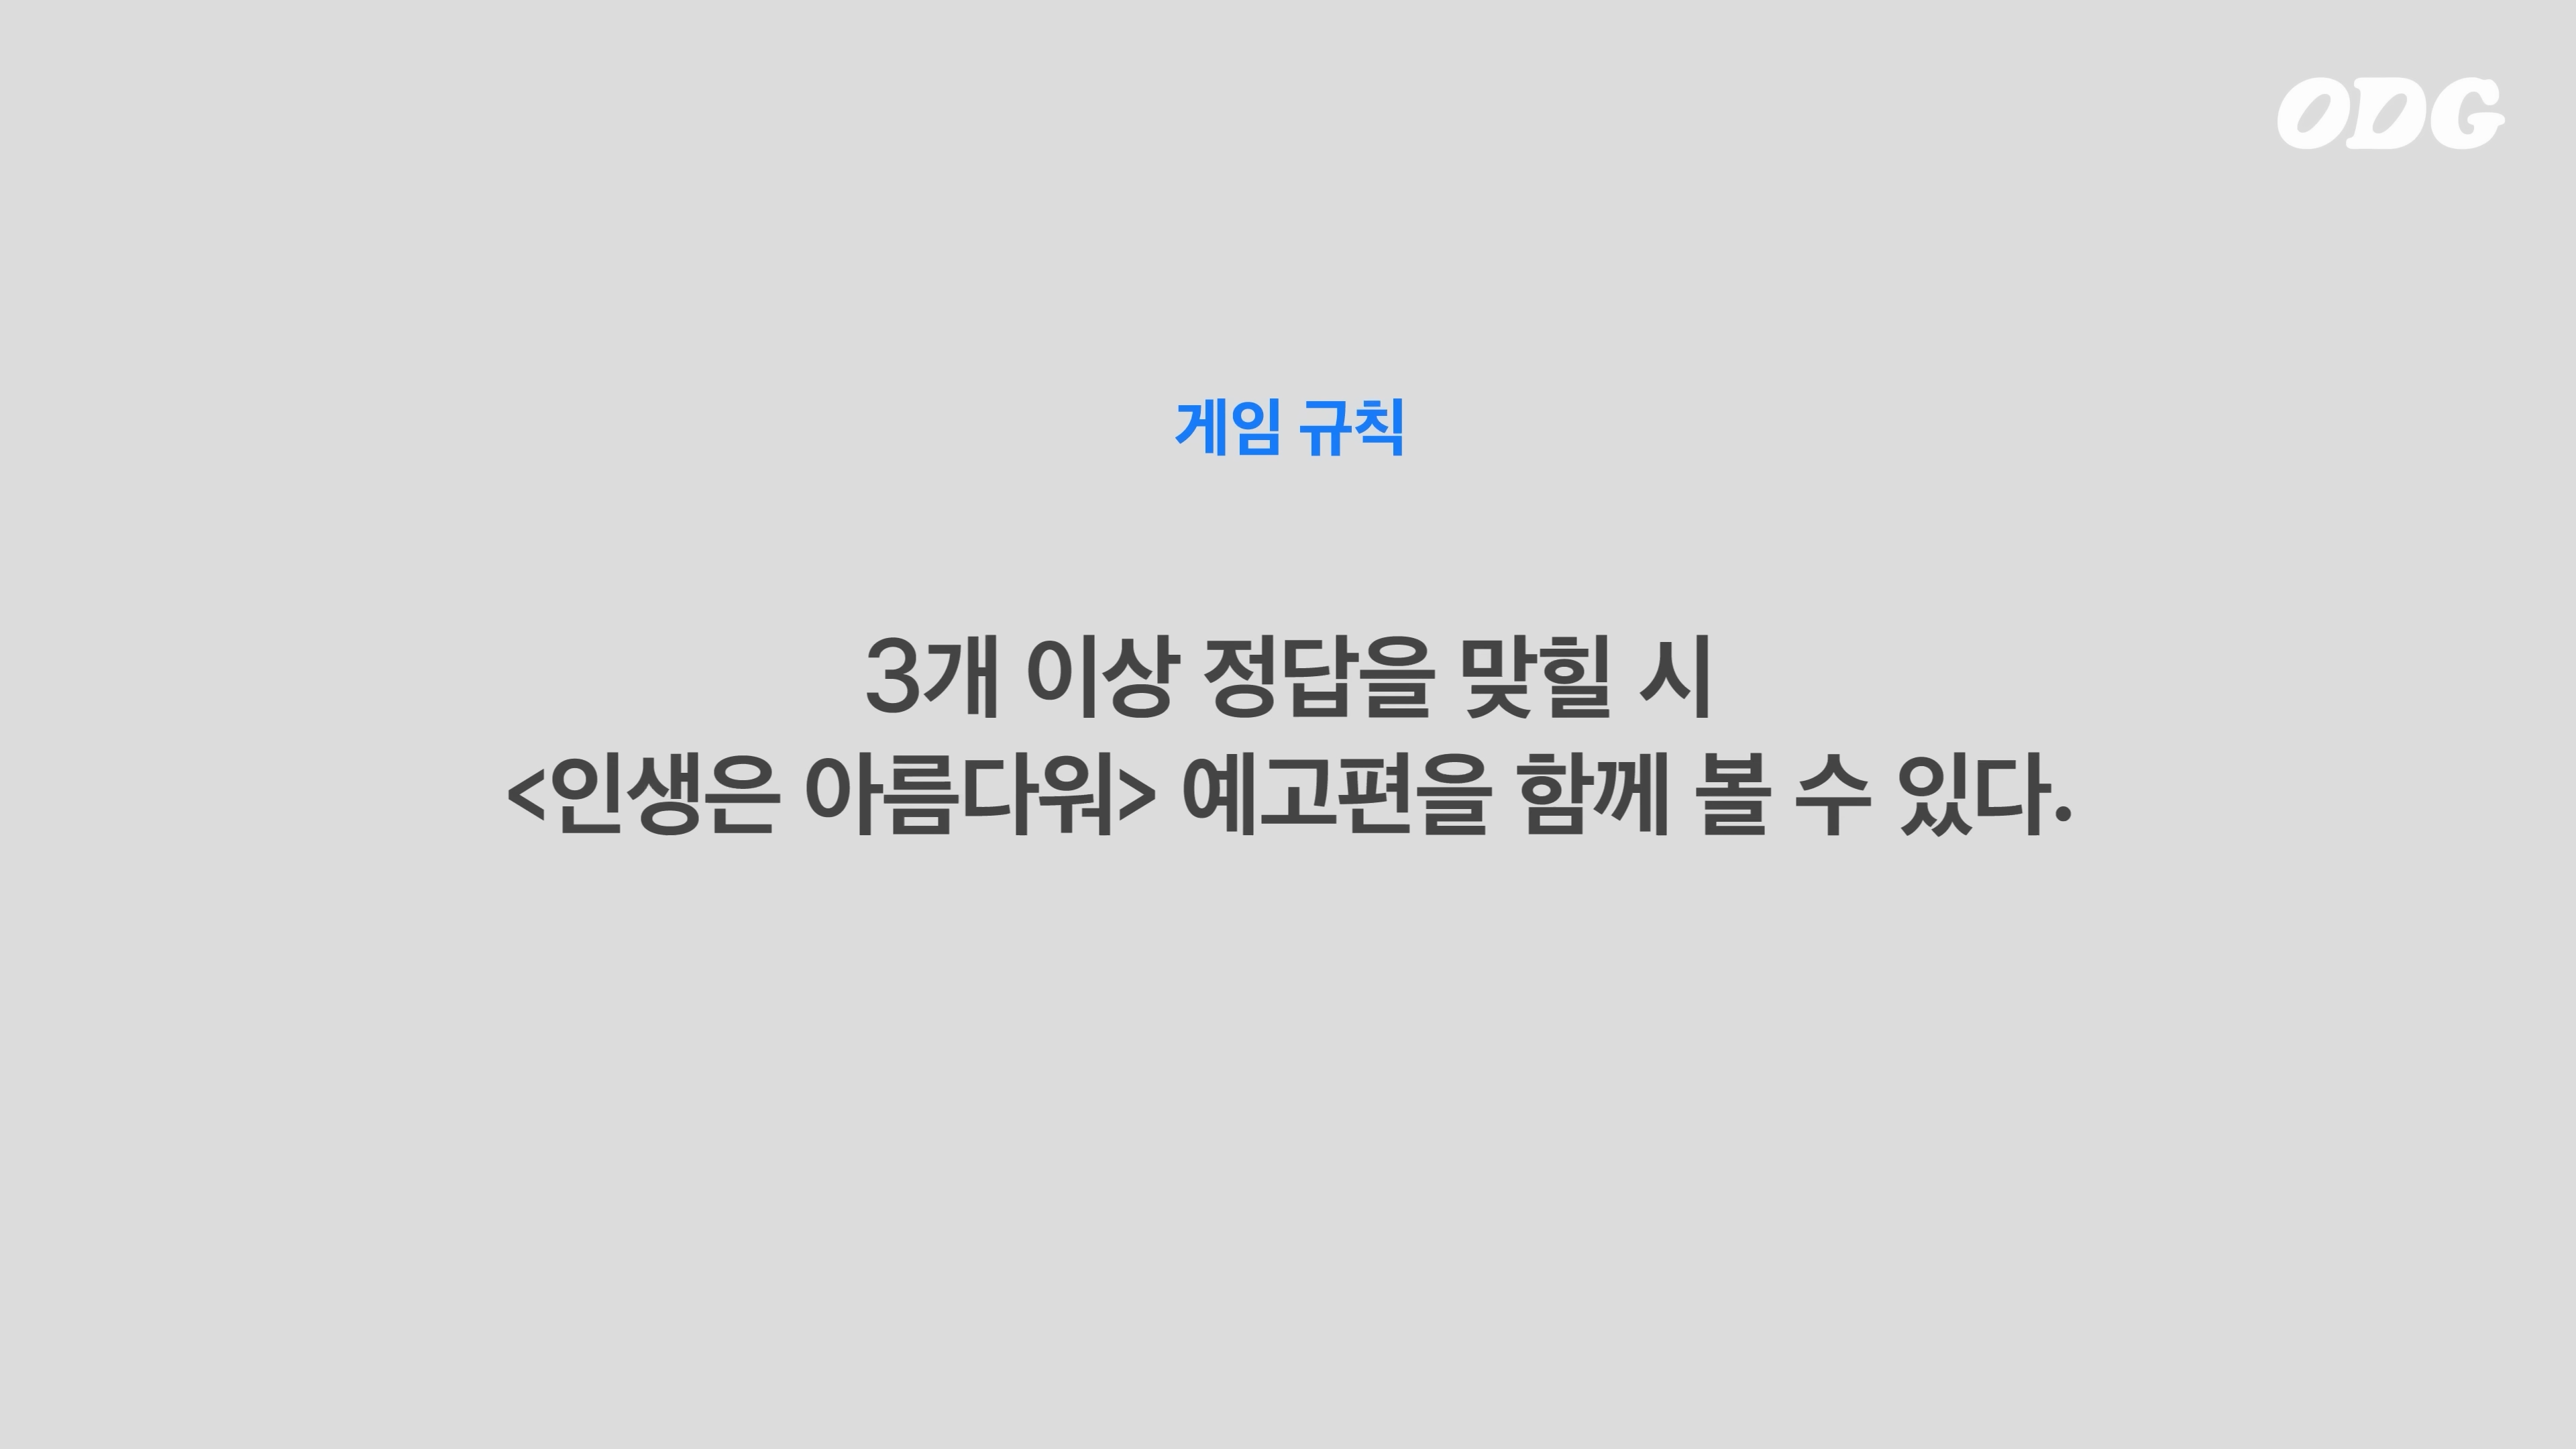 ODG
게임 규칙
3개 이상 정답을 맞힐 시
<인생은 아름다워> 예고편을 함께 볼 수 있다.